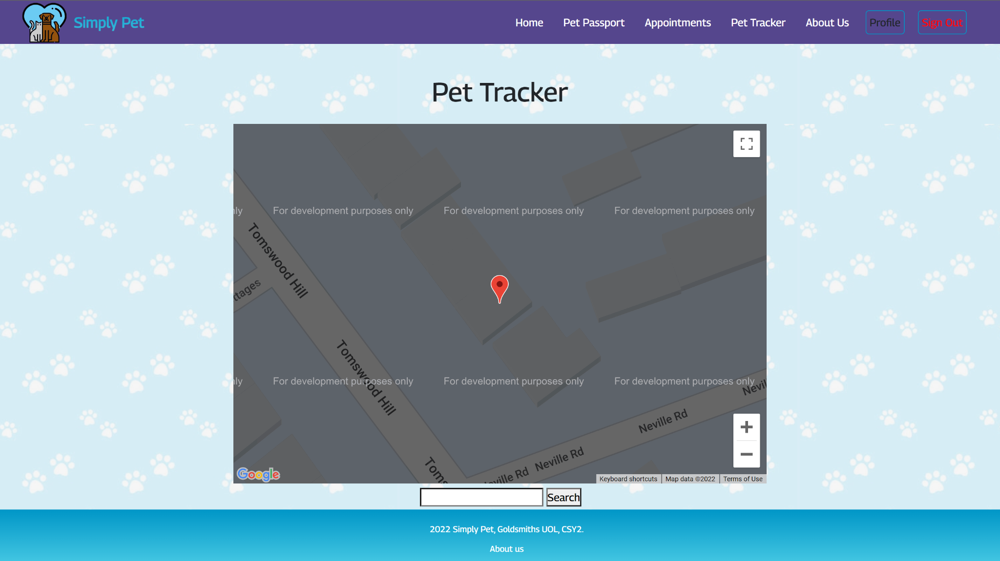 Simply Pet
Home Pet Passport Appointments Pet Tracker About Us Profile Sign Out
Pet Tracker
nly For development purposes only For development purposes only For development purposes only
Tomswood Hill
ttages
Tomswood Hill
nly For development purposes only For development purposes only For development purposes only
Nevil
Neville Rd
Neville Rd
Toms
eville Rd
Google
Keyboard shortcuts Map data ©2022 Terms of Use
Search
2022 Simply Pet, Goldsmiths UOL, CSY2.
About us